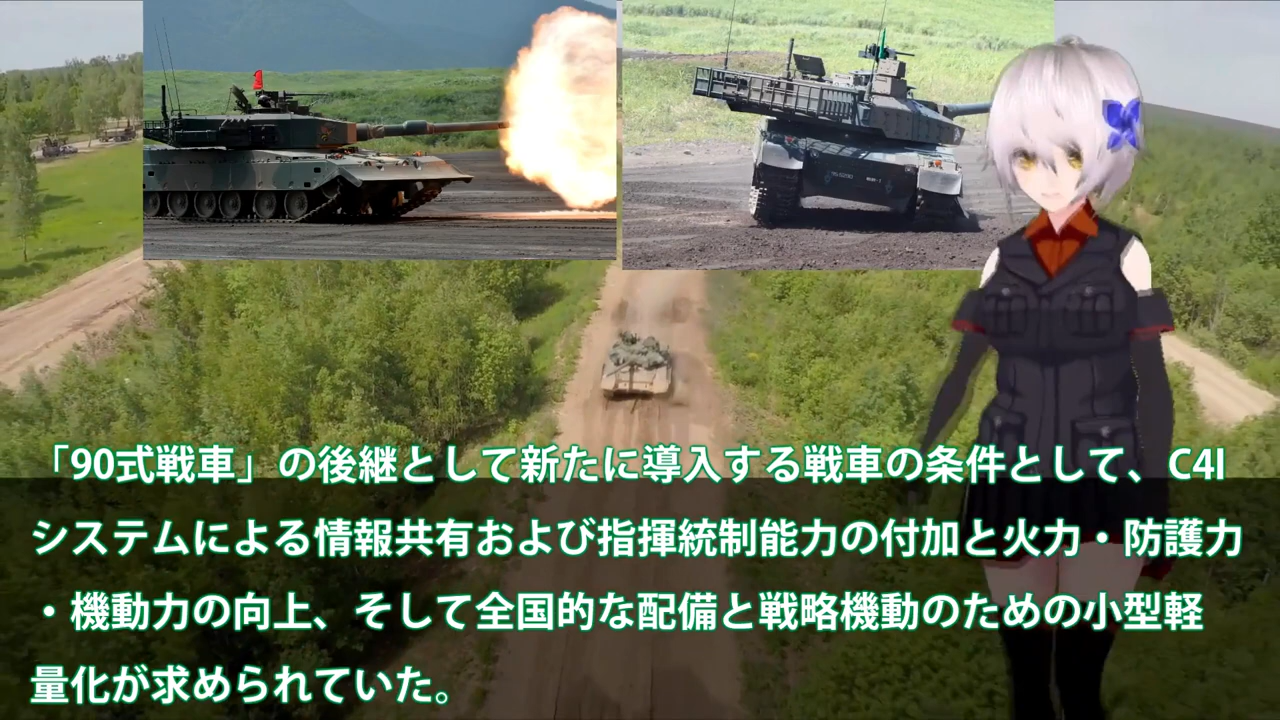 「90式戦車」の後継として新たに導入する戦車の条件として、C4I
システムによる情報共有および指揮統制能力の付加と火力・防護力
・機動力の向上、そして全国的な配備と戦略機動のための小型軽
量化が求められていた。